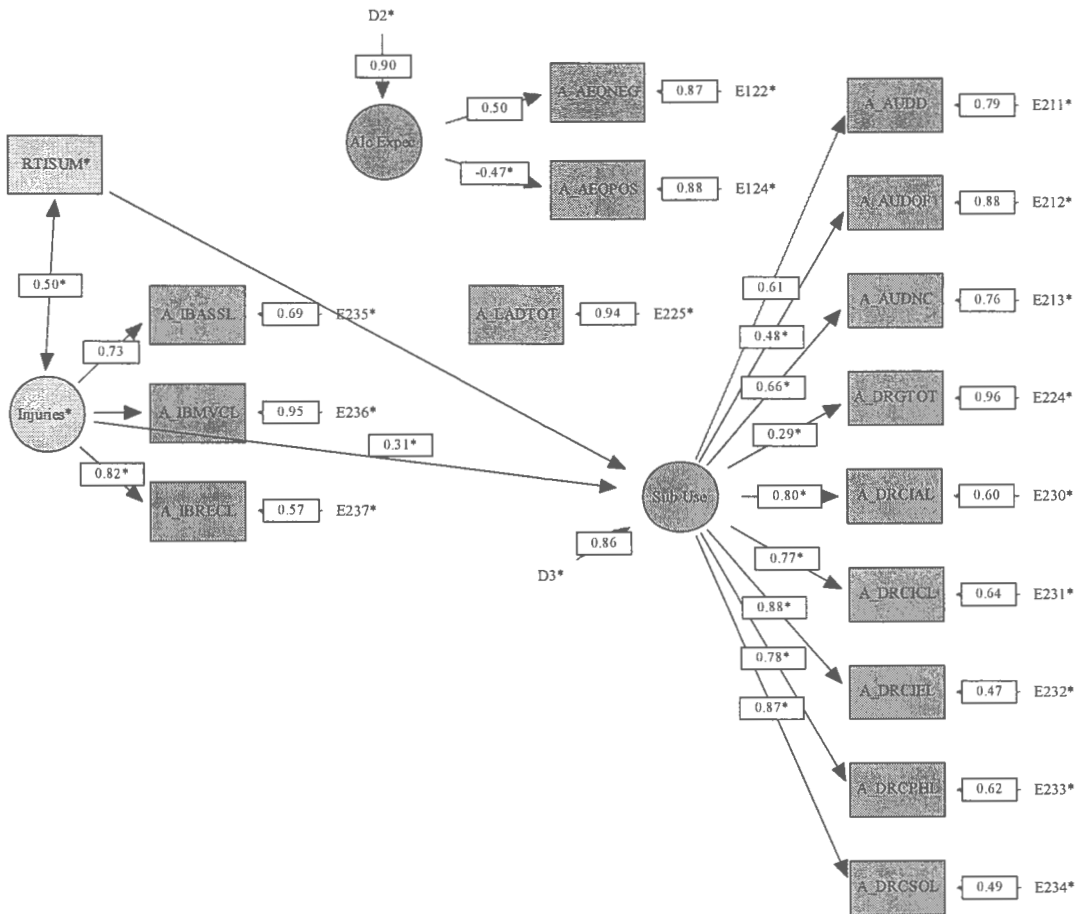 D2*
0.90
Alc Expec
0.50
A_AEQNEG
0.87
E122*
-0.47*
A_AEQPOS
0.88
E124*
RTISUM*
0.50*
Injuries*
0.73
A_IBASSL
0.69
E235*
A_IBMVCL
0.95
E236*
0.82*
A_IBRECL
0.57
E237*
A_LADTOT
0.94
E225*
0.31*
Sub Use
0.86
D3*
0.61
A_AUDD
0.79
E211*
0.48*
A_AUDQF
0.88
E212*
0.66*
A_AUDNC
0.76
E213*
0.29*
A_DRGTOT
0.96
E224*
0.80*
A_DRCIAL
0.60
E230*
0.77*
A_DRCICL
0.64
E231*
0.88*
A_DRCIEL
0.47
E232*
0.78*
A_DRCPHL
0.62
E233*
0.87*
A_DRCSOL
0.49
E234*